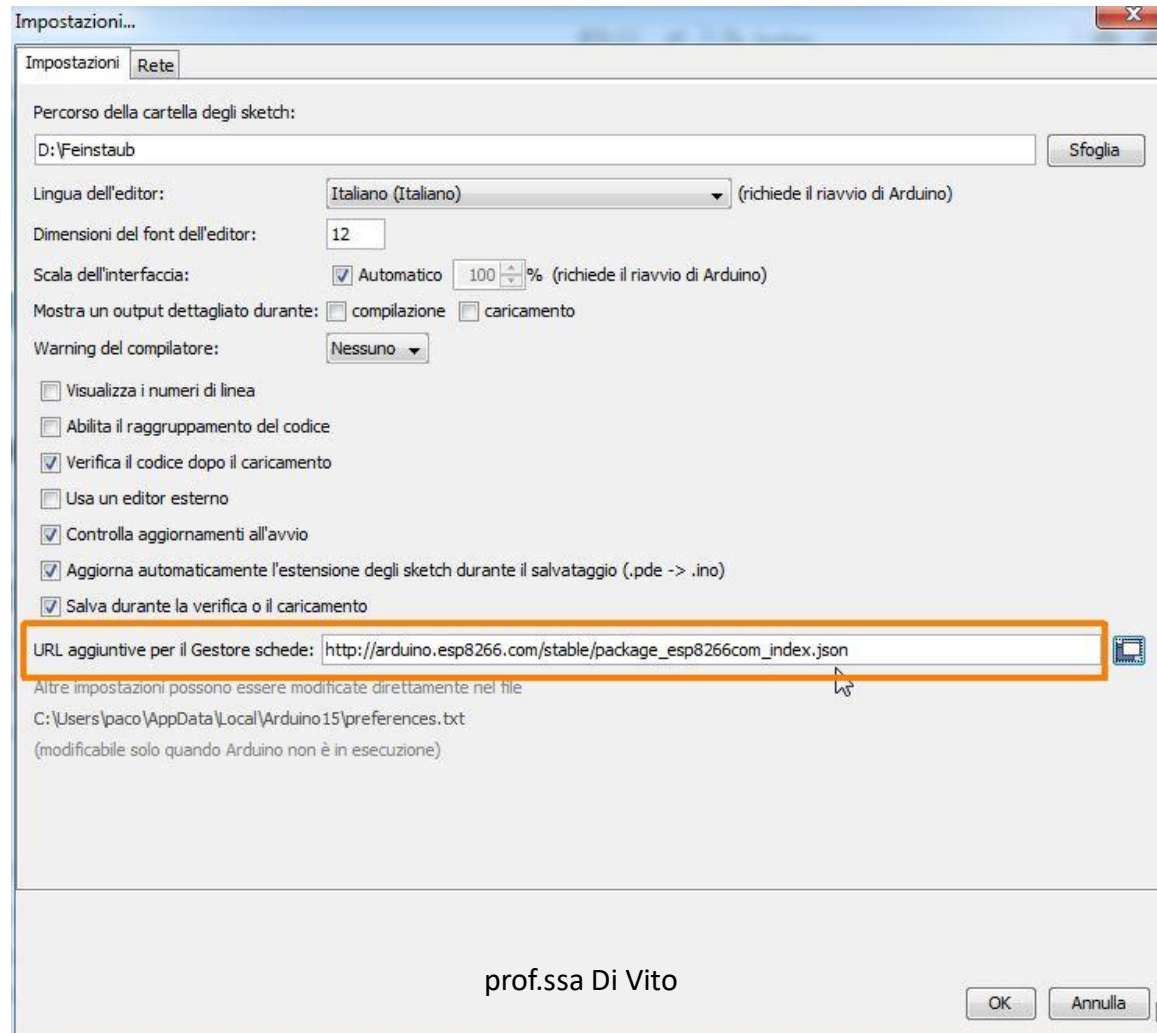 Impostazioni...
Impostazioni Rete
Percorso della cartella degli sketch:
D:\Feinstaub Sfoglia
Lingua dell'editor: Italiano (Italiano) (richiede il riavvio di Arduino)
Dimensioni del font dell'editor: 12
Scala dell'interfaccia: Automatico 100 % (richiede il riavvio di Arduino)
Mostra un output dettagliato durante: compilazione caricamento
Warning del compilatore: Nessuno
Visualizza i numeri di linea
Abilita il raggruppamento del codice
Verifica il codice dopo il caricamento
Usa un editor esterno
Controlla aggiornamenti all'avvio
Aggiorna automaticamente l'estensione degli sketch durante il salvataggio (.pde -> .ino)
Salva durante la verifica o il caricamento
URL aggiuntive per il Gestore schede: http://arduino.esp8266.com/stable/package_esp8266com_index.json
Altre impostazioni possono essere modificate direttamente nel file
C:\Users\paco\AppData\Local\Arduino15\preferences.txt
(modificabile solo quando Arduino non è in esecuzione)
prof.ssa Di Vito
OK Annulla